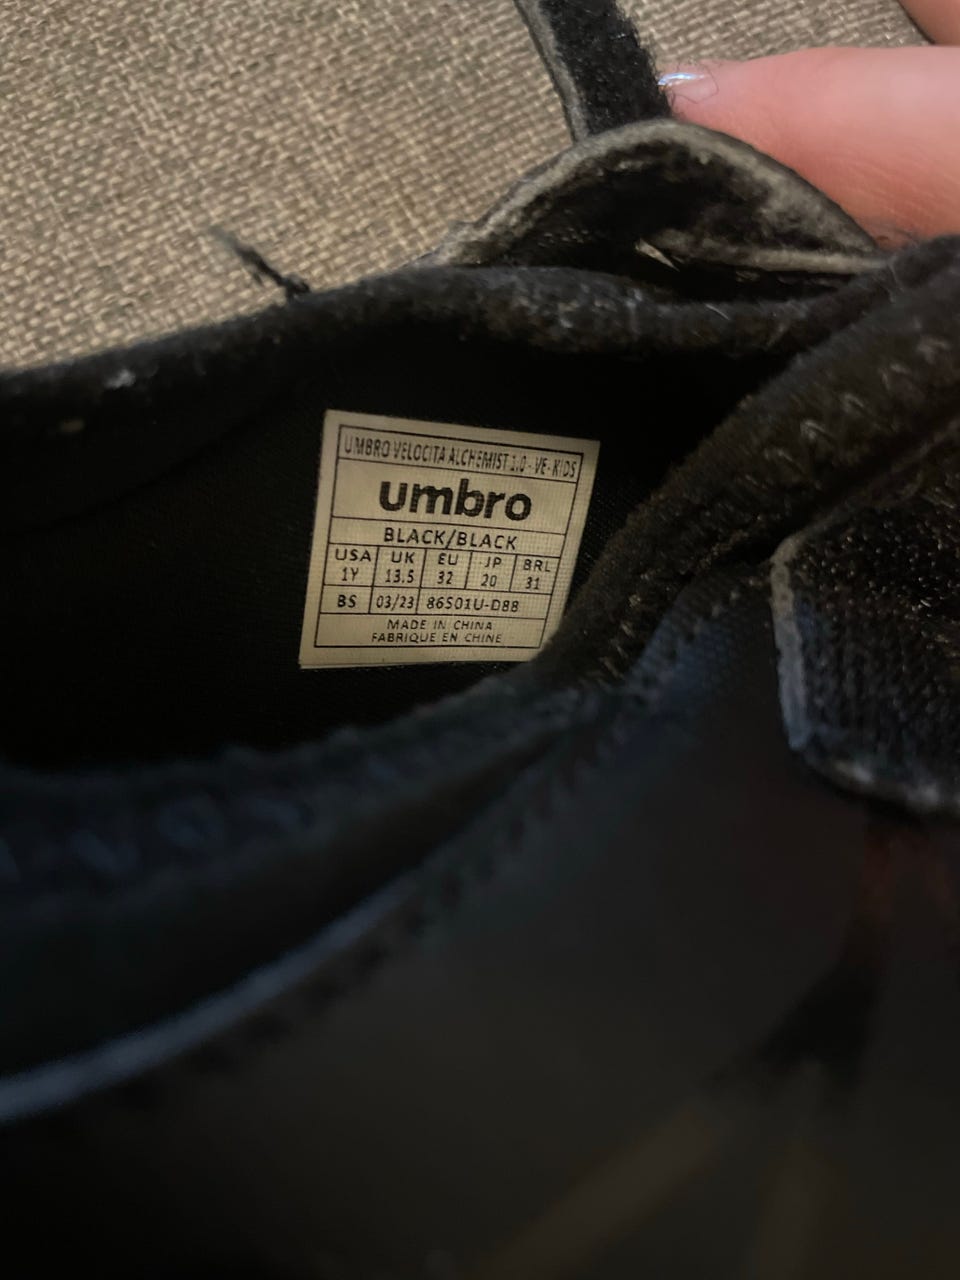 UMBRO VELOCITA ALCHEMIST 1.0 - VE- KIDS
umbro
BLACK/BLACK
USA UK EU JP BRL
1Y 13.5 32 20 31
BS 03/23 86501U-D88
MADE IN CHINA
FABRIQUE EN CHINE